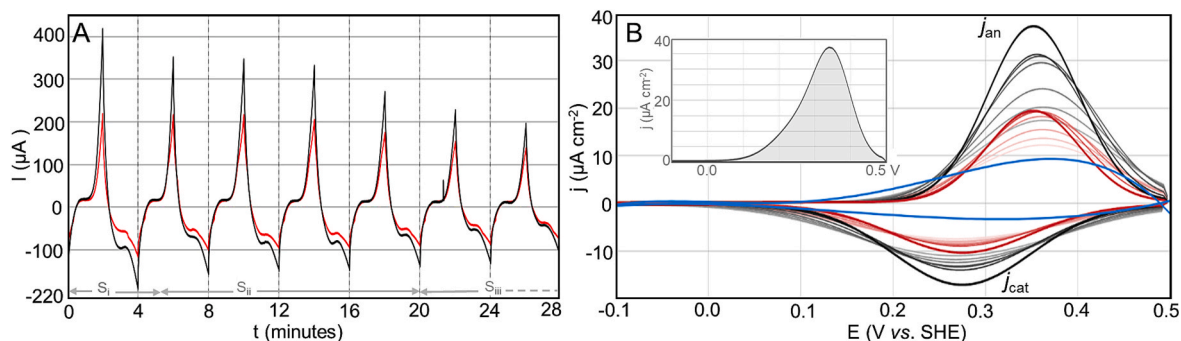 A
I (µA)
400
300
200
100
0
-100
-220
Si
Sii
Siii
0 4 8 12 16 20 24 28
t (minutes)
B
j (µA cm-2)
40
30
20
10
0
-10
jan
jcat
j (µA cm-2)
40
20
0
0.0 0.5 V
-0.1 0.0 0.1 0.2 0.3 0.4 0.5
E (V vs. SHE)